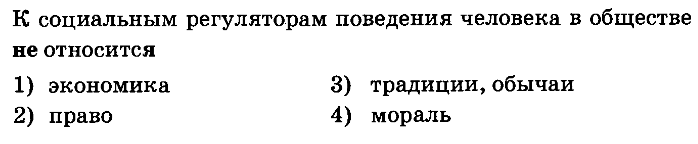 К социальным регуляторам поведения человека в обществе
не относится
1) экономика 3) традиции, обычаи
2) право 4) мораль